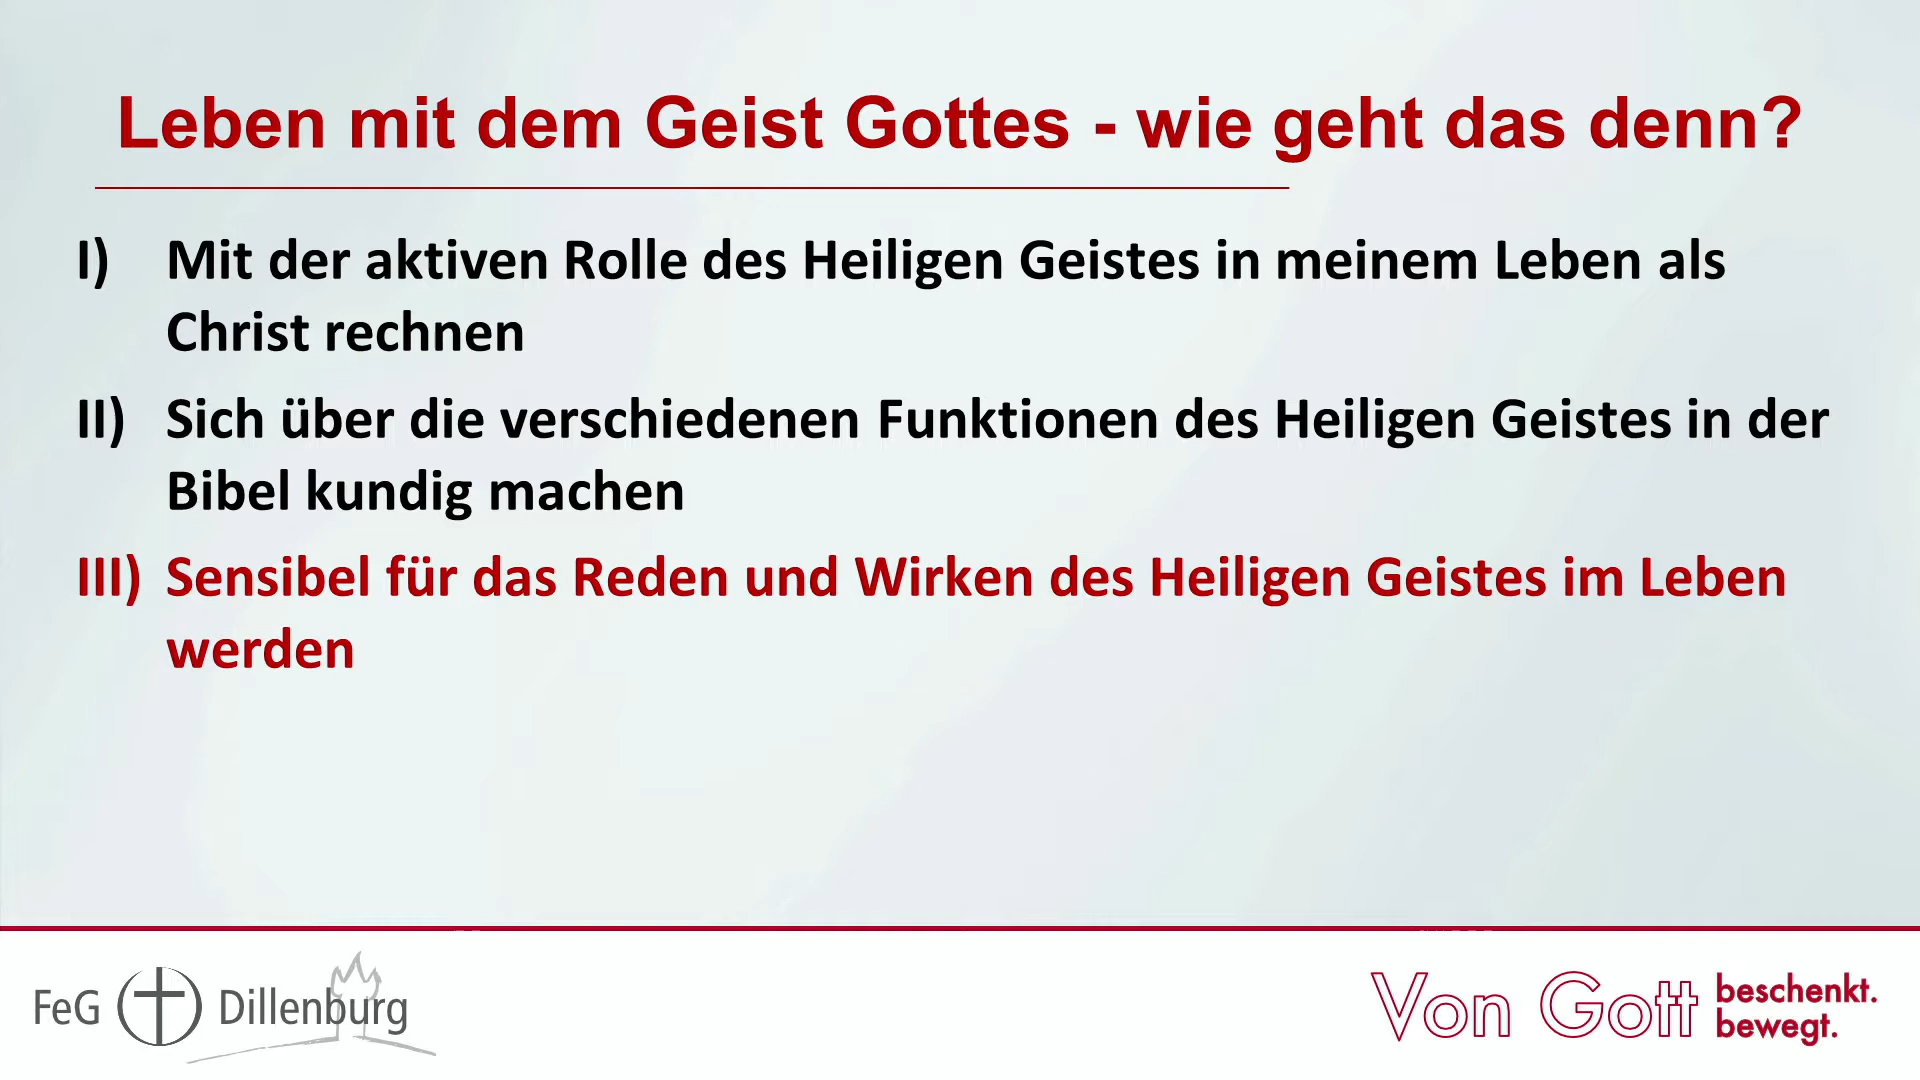 Leben mit dem Geist Gottes - wie geht das denn?
I) Mit der aktiven Rolle des Heiligen Geistes in meinem Leben als
Christ rechnen
II) Sich über die verschiedenen Funktionen des Heiligen Geistes in der
Bibel kundig machen
III) Sensibel für das Reden und Wirken des Heiligen Geistes im Leben
werden
FeG Dillenburg
Von Gott beschenkt.
bewegt.